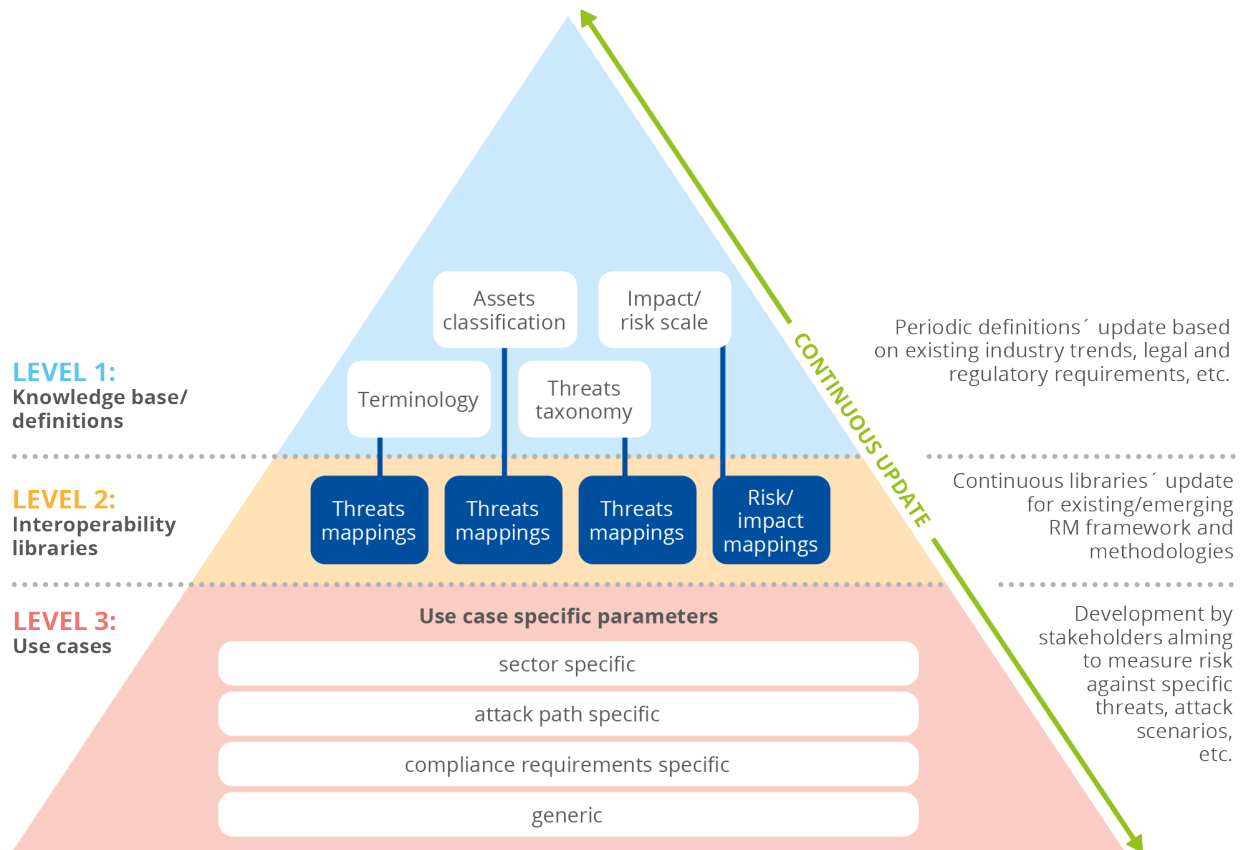 Assets
classification
Impact/
risk scale
Terminology
Threats
taxonomy
LEVEL 1:
Knowledge base/
definitions
CONTINUOUS UPDATE
Periodic definitions´ update based
on existing industry trends, legal and
regulatory requirements, etc.
LEVEL 2:
Interoperability
libraries
Threats
mappings
Threats
mappings
Threats
mappings
Risk/
impact
mappings
Continuous libraries´ update
for existing/emerging
RM framework and
methodologies
LEVEL 3:
Use cases
Use case specific parameters
sector specific
attack path specific
compliance requirements specific
generic
Development by
stakeholders alming
to measure risk
against specific
threats, attack
scenarios,
etc.